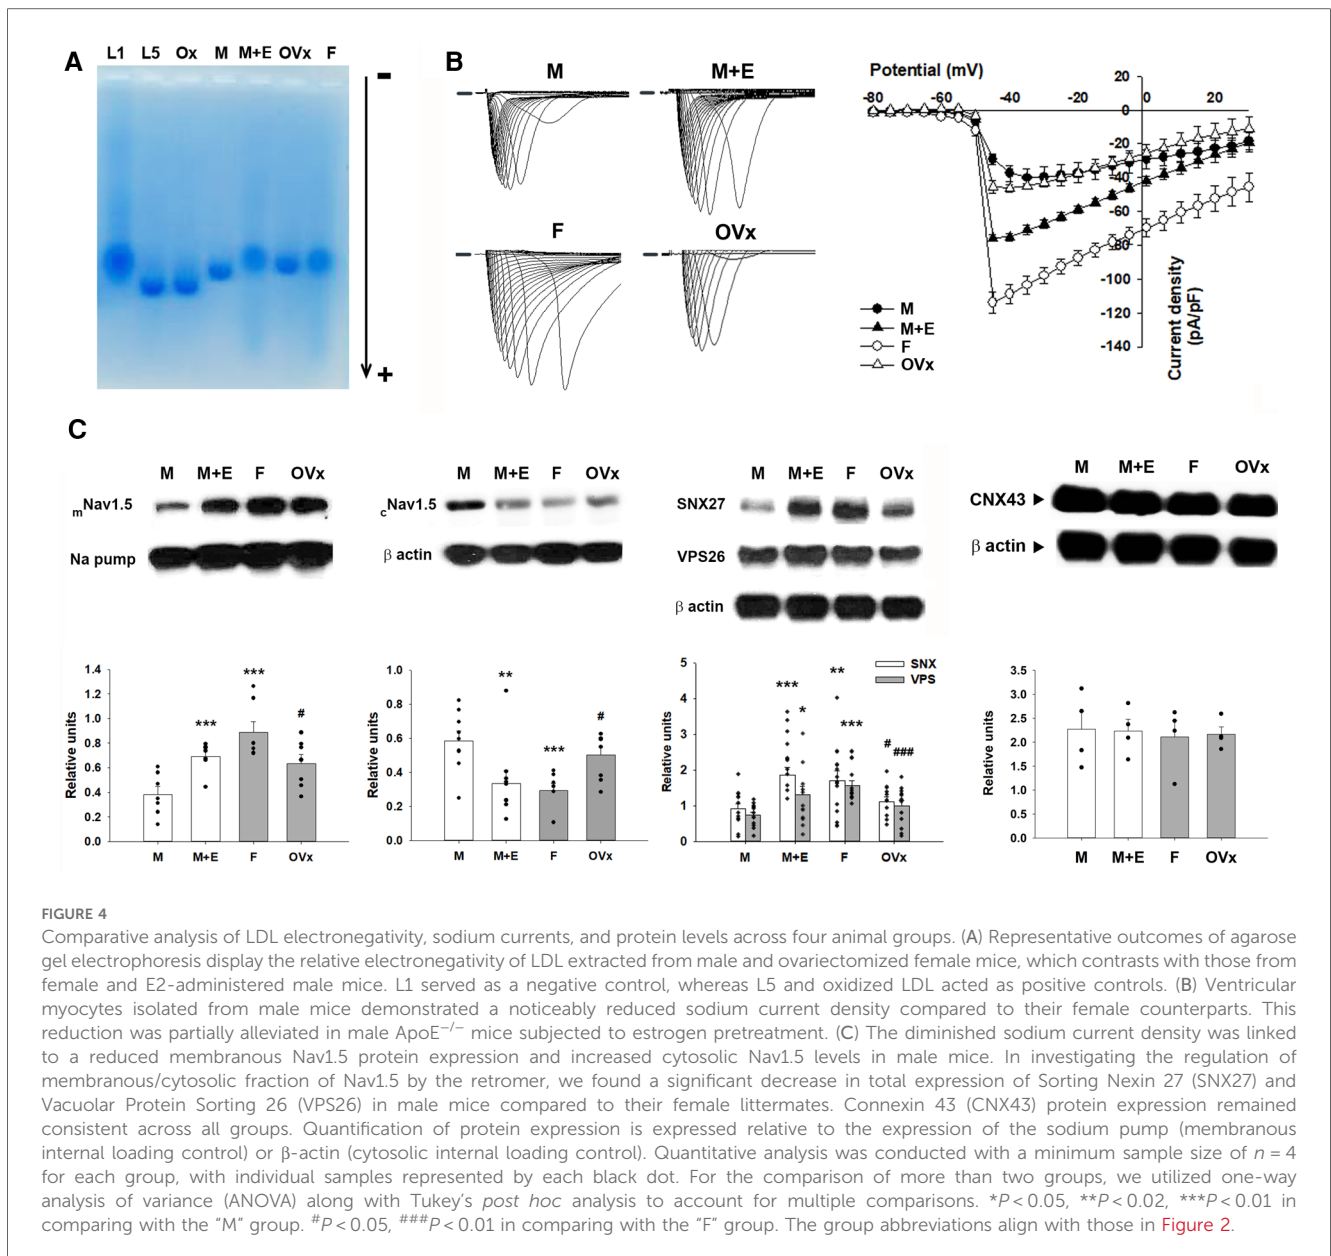 A
L1 L5 Ox M M+E OVx F
-
+
B
M
M+E
F
OVx
Potential (mV)
20
-80 -60 -40 -20 0 20
0
-20
-40
-60
-80
-100
-120
-140
Current density
(pA/pF)
M
M+E
F
OVx
C
M M+E F OVx
mNav1.5
Na pump
M M+E F OVx
cNav1.5
β actin
M M+E F OVx
SNX27
VPS26
β actin
M M+E F OVx
CNX43
β actin
Relative units
1.4
1.2
1.0
0.8
0.6
0.4
0.2
0.0
*** *** #
M M+E F OVx
Relative units
1.0
0.8
0.6
0.4
0.2
0.0
** *** #
M M+E F OVx
Relative units
5
4
3
2
1
0
SNX
VPS
*** * ** *** # ###
M M+E F OVx
Relative units
3.5
3.0
2.5
2.0
1.5
1.0
0.5
0.0
M M+E F OVx
FIGURE 4
Comparative analysis of LDL electronegativity, sodium currents, and protein levels across four animal groups. (A) Representative outcomes of agarose
gel electrophoresis display the relative electronegativity of LDL extracted from male and ovariectomized female mice, which contrasts with those from
female and E2-administered male mice. L1 served as a negative control, whereas L5 and oxidized LDL acted as positive controls. (B) Ventricular
myocytes isolated from male mice demonstrated a noticeably reduced sodium current density compared to their female counterparts. This
reduction was partially alleviated in male ApoE−/− mice subjected to estrogen pretreatment. (C) The diminished sodium current density was linked
to a reduced membranous Nav1.5 protein expression and increased cytosolic Nav1.5 levels in male mice. In investigating the regulation of
membranous/cytosolic fraction of Nav1.5 by the retromer, we found a significant decrease in total expression of Sorting Nexin 27 (SNX27) and
Vacuolar Protein Sorting 26 (VPS26) in male mice compared to their female littermates. Connexin 43 (CNX43) protein expression remained
consistent across all groups. Quantification of protein expression is expressed relative to the expression of the sodium pump (membranous
internal loading control) or β-actin (cytosolic internal loading control). Quantitative analysis was conducted with a minimum sample size of n = 4
for each group, with individual samples represented by each black dot. For the comparison of more than two groups, we utilized one-way
analysis of variance (ANOVA) along with Tukey's post hoc analysis to account for multiple comparisons. *P < 0.05, **P < 0.02, ***P < 0.01 in
comparing with the "M" group. #P < 0.05, ###P < 0.01 in comparing with the "F" group. The group abbreviations align with those in Figure 2.